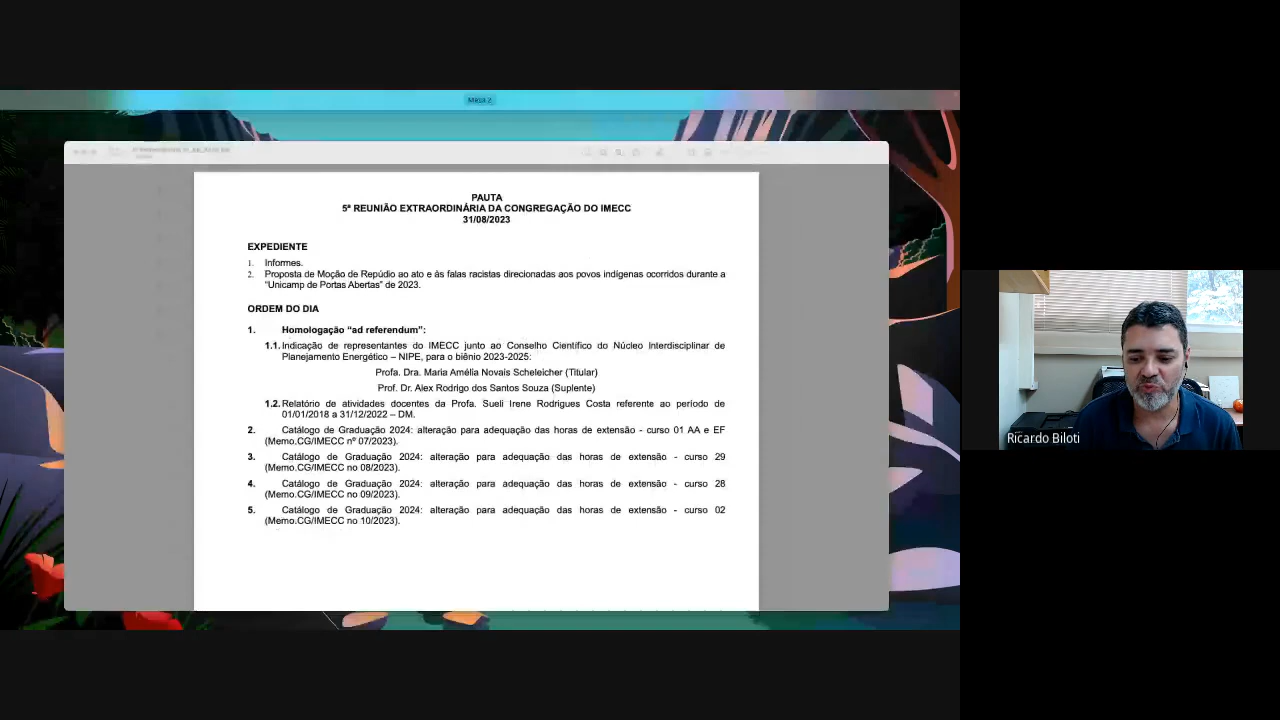 Mesa 2
PAUTA
5ª REUNIÃO EXTRAORDINÁRIA DA CONGREGAÇÃO DO IMECC
31/08/2023
EXPEDIENTE
1. Informes.
2. Proposta de Moção de Repúdio ao ato e às falas racistas direcionadas aos povos indígenas ocorridos durante a
“Unicamp de Portas Abertas” de 2023.
ORDEM DO DIA
1. Homologação “ad referendum”:
1.1. Indicação de representantes do IMECC junto ao Conselho Científico do Núcleo Interdisciplinar de
Planejamento Energético – NIPE, para o biênio 2023-2025:
Profa. Dra. Maria Amélia Novais Scheleicher (Titular)
Prof. Dr. Alex Rodrigo dos Santos Souza (Suplente)
1.2. Relatório de atividades docentes da Profa. Sueli Irene Rodrigues Costa referente ao período de
01/01/2018 a 31/12/2022 – DM.
2. Catálogo de Graduação 2024: alteração para adequação das horas de extensão - curso 01 AA e EF
(Memo.CG/IMECC nº 07/2023).
3. Catálogo de Graduação 2024: alteração para adequação das horas de extensão - curso 29
(Memo.CG/IMECC no 08/2023).
4. Catálogo de Graduação 2024: alteração para adequação das horas de extensão - curso 28
(Memo.CG/IMECC no 09/2023).
5. Catálogo de Graduação 2024: alteração para adequação das horas de extensão - curso 02
(Memo.CG/IMECC no 10/2023).
Ricardo Biloti